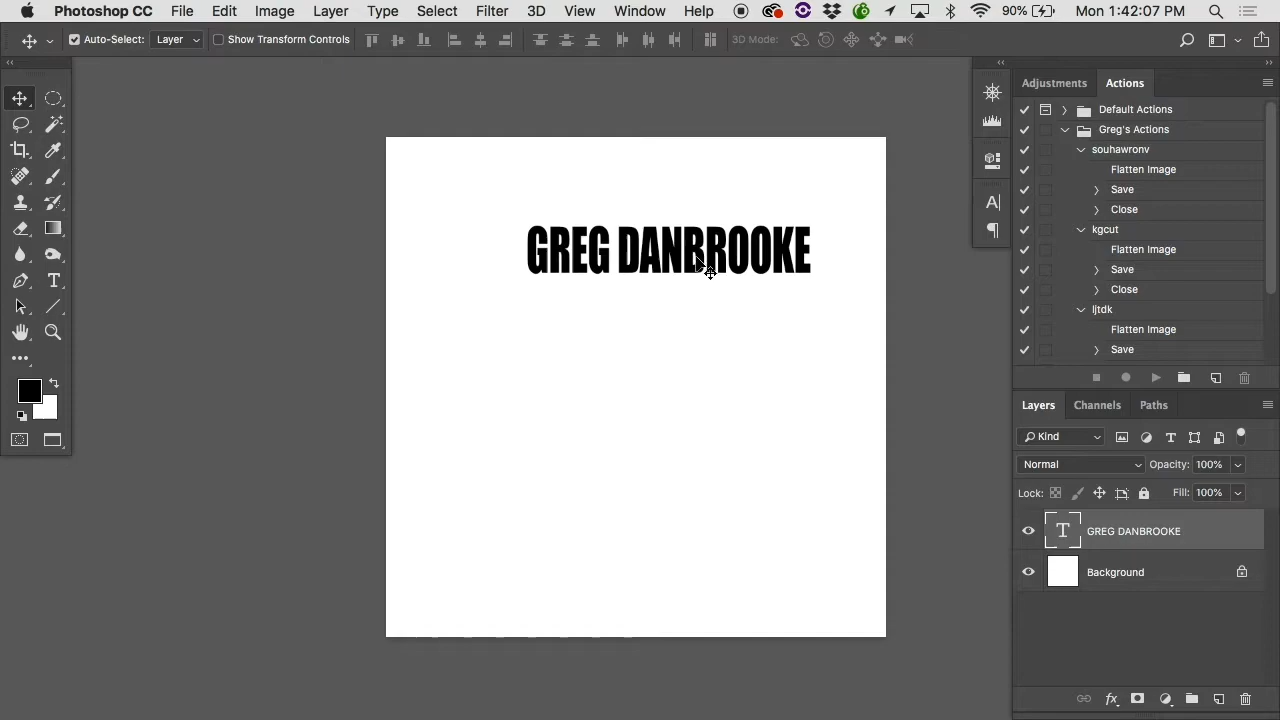 Photoshop CC File Edit Image Layer Type Select Filter 3D View Window Help 90% Mon 1:42:07 PM
Auto-Select: Layer Show Transform Controls 3D Mode:
Adjustments Actions
Default Actions
Greg's Actions
souhawronv
Flatten Image
Save
Close
kgcut
Flatten Image
Save
Close
ljtdk
Flatten Image
Save
GREG DANBROOKE
Layers Channels Paths
Kind
Normal Opacity: 100%
Lock: Fill: 100%
T GREG DANBROOKE
Background
fx